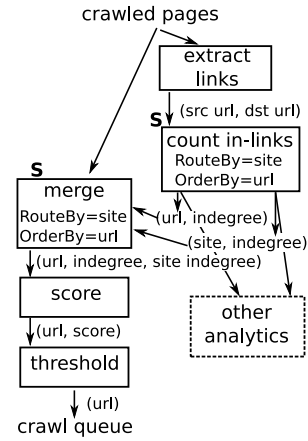 crawled pages
extract
links
(src url, dst url)
S
count in-links
RouteBy=site
OrderBy=url
S
merge
RouteBy=site
OrderBy=url
(url, indegree)
(site, indegree)
(url, indegree, site indegree)
score
other
analytics
(url, score)
threshold
(url)
crawl queue